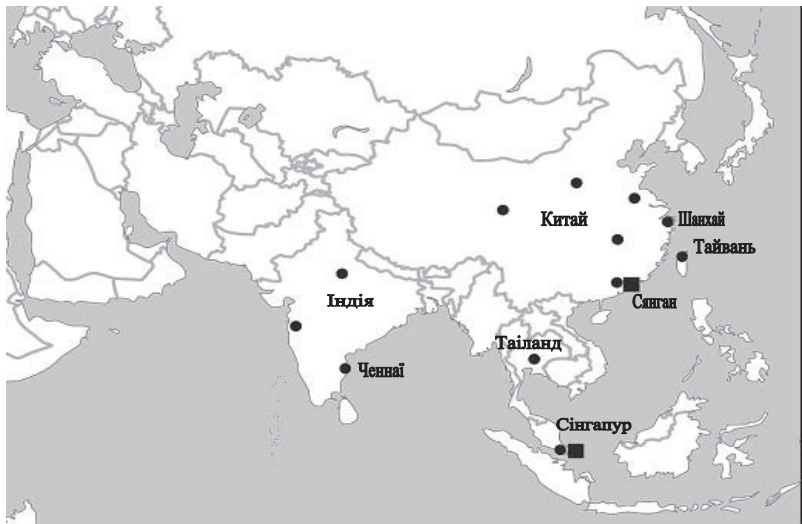 Китай
Шанхай
Тайвань
Сянган
Індія
Таіланд
Ченнаї
Сінгапур